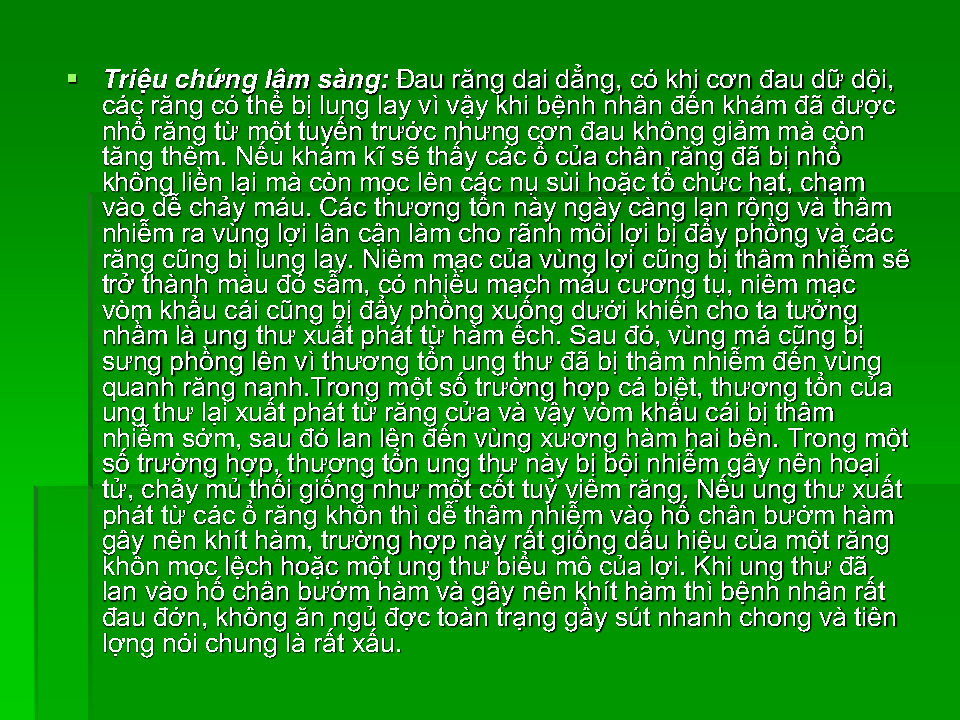 ▪ Triệu chứng lâm sàng: Đau răng dai dẳng, có khi cơn đau dữ dội,
các răng có thể bị lung lay vì vậy khi bệnh nhân đến khám đã được
nhổ răng từ một tuyến trước nhưng cơn đau không giảm mà còn
tăng thêm. Nếu khám kĩ sẽ thấy các ổ của chân răng đã bị nhổ
không liền lại mà còn mọc lên các nụ sùi hoặc tổ chức hạt, chạm
vào dễ chảy máu. Các thương tổn này ngày càng lan rộng và thâm
nhiễm ra vùng lợi lân cận làm cho rãnh môi lợi bị đẩy phồng và các
răng cũng bị lung lay. Niêm mạc của vùng lợi cũng bị thâm nhiễm sẽ
trở thành màu đỏ sẫm, có nhiều mạch máu cương tụ, niêm mạc
vòm khẩu cái cũng bị đẩy phồng xuống dưới khiến cho ta tưởng
nhầm là ung thư xuất phát từ hàm ếch. Sau đó, vùng má cũng bị
sưng phồng lên vì thương tổn ung thư đã bị thâm nhiễm đến vùng
quanh răng nanh.Trong một số trường hợp cá biệt, thương tổn của
ung thư lại xuất phát từ răng cửa và vậy vòm khẩu cái bị thâm
nhiễm sớm, sau đó lan lên đến vùng xương hàm hai bên. Trong một
số trường hợp, thương tổn ung thư này bị bội nhiễm gây nên hoại
tử, chảy mủ thối giống như một cốt tuỷ viêm răng. Nếu ung thư xuất
phát từ các ổ răng khôn thì dễ thâm nhiễm vào hố chân bướm hàm
gây nên khít hàm, trường hợp này rất giống dấu hiệu của một răng
khôn mọc lệch hoặc một ung thư biểu mô của lợi. Khi ung thư đã
lan vào hố chân bướm hàm và gây nên khít hàm thì bệnh nhân rất
đau đớn, không ăn ngủ đợc toàn trạng gầy sút nhanh chong và tiên
lợng nói chung là rất xấu.